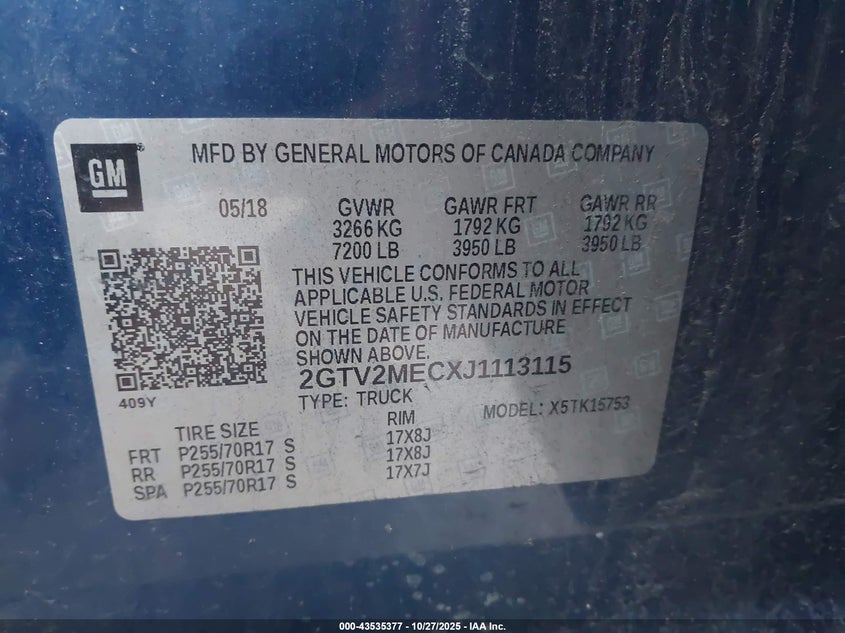 GM
MFD BY GENERAL MOTORS OF CANADA COMPANY
05/18 GVWR GAWR FRT GAWR RR
3266 KG 1792 KG 1792 KG
7200 LB 3950 LB 3950 LB
THIS VEHICLE CONFORMS TO ALL
APPLICABLE U.S. FEDERAL MOTOR
VEHICLE SAFETY STANDARDS IN EFFECT
ON THE DATE OF MANUFACTURE
SHOWN ABOVE.
2GTV2MECXJ1113115
409Y
TYPE: TRUCK MODEL: X5TK15753
TIRE SIZE RIM
FRT P255/70R17 S 17X8J
RR P255/70R17 S 17X8J
SPA P255/70R17 S 17X7J
000-43535377 | 10/27/2025 | IAA Inc.